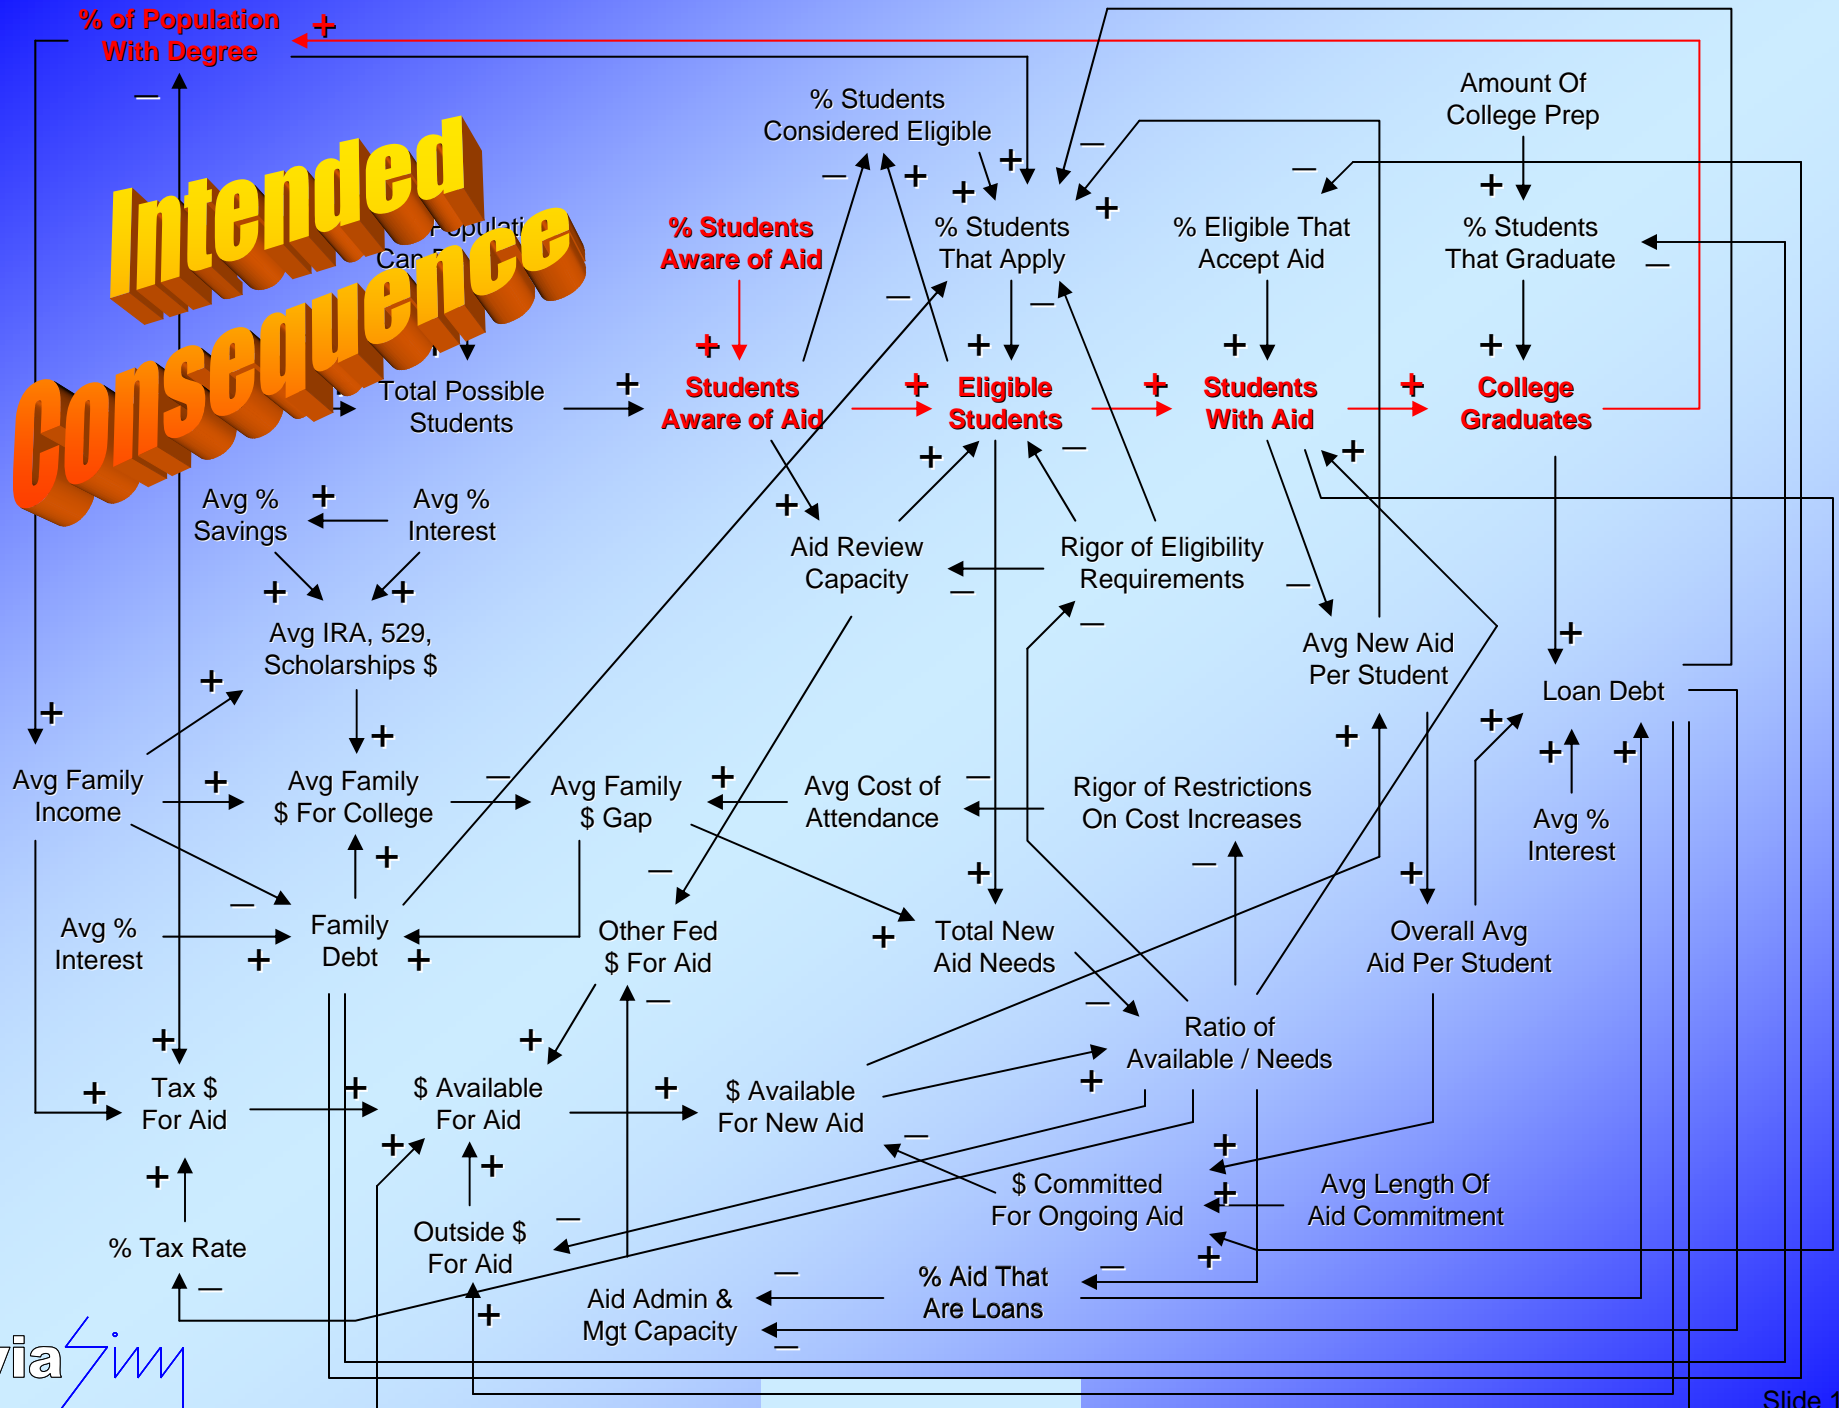 % of Population
With Degree
+
Amount Of
College Prep
% Students
Considered Eligible
Intended
Consequence
% Students
Aware of Aid
% Students
That Apply
% Eligible That
Accept Aid
% Students
That Graduate
Total Possible
Students
Students
Aware of Aid
Eligible
Students
Students
With Aid
College
Graduates
Avg %
Savings
Avg %
Interest
Aid Review
Capacity
Rigor of Eligibility
Requirements
Avg IRA, 529,
Scholarships $
Avg New Aid
Per Student
Loan Debt
Avg Family
Income
Avg Family
$ For College
Avg Family
$ Gap
Avg Cost of
Attendance
Rigor of Restrictions
On Cost Increases
Avg %
Interest
Avg %
Interest
Family
Debt
Other Fed
$ For Aid
Total New
Aid Needs
Overall Avg
Aid Per Student
Ratio of
Available / Needs
Tax $
For Aid
$ Available
For Aid
$ Available
For New Aid
$ Committed
For Ongoing Aid
Avg Length Of
Aid Commitment
% Tax Rate
Outside $
For Aid
Aid Admin &
Mgt Capacity
% Aid That
Are Loans
via Sim
Slide 1